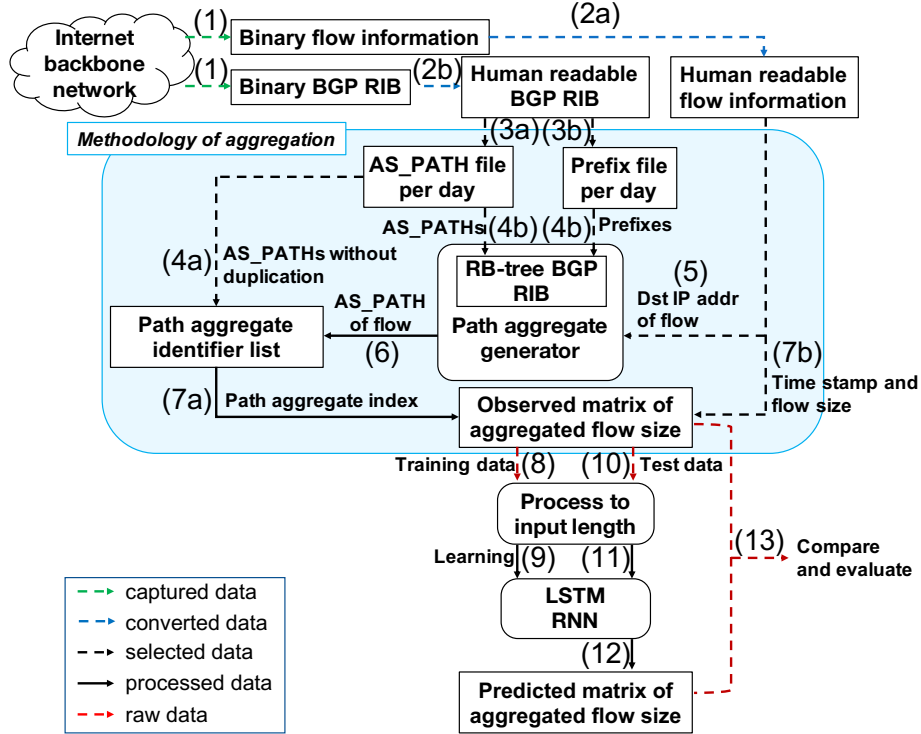 (1)
(2a)
Internet
backbone
network
Binary flow information
(1)
(2b)
Binary BGP RIB
Human readable
BGP RIB
Human readable
flow information
Methodology of aggregation
(3a)
(3b)
AS_PATH file
per day
Prefix file
per day
AS_PATHs
(4b)
(4b)
Prefixes
(4a)
AS_PATHs without
duplication
RB-tree BGP
RIB
Path aggregate
generator
(5)
Dst IP addr
of flow
AS_PATH
of flow
(6)
Path aggregate
identifier list
(7b)
Time stamp and
flow size
(7a)
Path aggregate index
Observed matrix of
aggregated flow size
Training data
(8)
(10)
Test data
Process to
input length
Learning
(9)
(11)
(13)
Compare
and evaluate
LSTM
RNN
(12)
Predicted matrix of
aggregated flow size
captured data
converted data
selected data
processed data
raw data